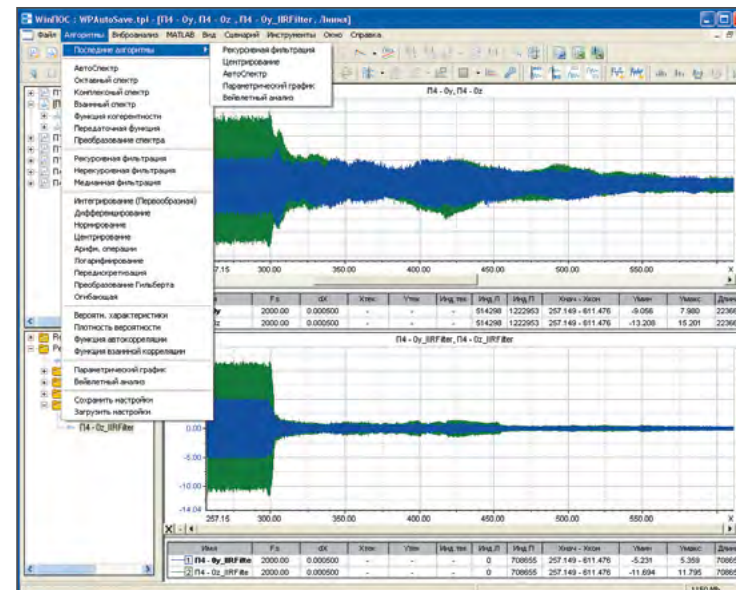 WinПОС : WPAutoSave.tpl - [П4 - 0y, П4 - 0z , П4 - 0y_IIRFilter , Линия]
Файл Алгоритмы Виброанализ MATLAB Вид Сценарий Инструменты Окно Справка
Последние алгоритмы
Рекурсивная фильтрация
Центрирование
АвтоСпектр
Параметрический график
Вейвлетный анализ
АвтоСпектр
Октавный спектр
Комплексный спектр
Взаимный спектр
Функция когерентности
Передаточная функция
Преобразование спектра
Рекурсивная фильтрация
Нерекурсивная фильтрация
Медианная фильтрация
Интегрирование (Первообразная)
Дифференцирование
Нормирование
Центрирование
Арифм. операции
Логарифмирование
Передискретизация
Преобразование Гильберта
Огибающая
Вероятн. характеристики
Плотность вероятности
Функция автокорреляции
Функция взаимной корреляции
Параметрический график
Вейвлетный анализ
Сохранить настройки
Загрузить настройки
П4 - 0z_IIRFilter
П4 - 0y, П4 - 0z
300.00 350.00 400.00 450.00 500.00 550.00 X
Fs dX Xтек Yтек Инд.тек Инд.Л Инд.П Xнач - Xкон Yмин Yмакс
2000.00 0.000500 - - - 514298 1222953 257.149 - 611.476 -9.056 7.980
2000.00 0.000500 - - - 514298 1222953 257.149 - 611.476 -13.208 15.201
П4 - 0y_IIRFilter, П4 - 0z_IIRFilter
0.00
-5.00
-10.00
-14.04
257.15 300.00 350.00 400.00 450.00 500.00 550.00 X
Имя Fs dX Xтек Yтек Инд.тек Инд.Л Инд.П Xнач - Xкон Yмин Yмакс
1 П4 - 0y_IIRFilte 2000.00 0.000500 - - - 0 708655 257.149 - 611.476 -5.231 5.359
2 П4 - 0z_IIRFilte 2000.00 0.000500 - - - 0 708655 257.149 - 611.476 -11.694 11.795